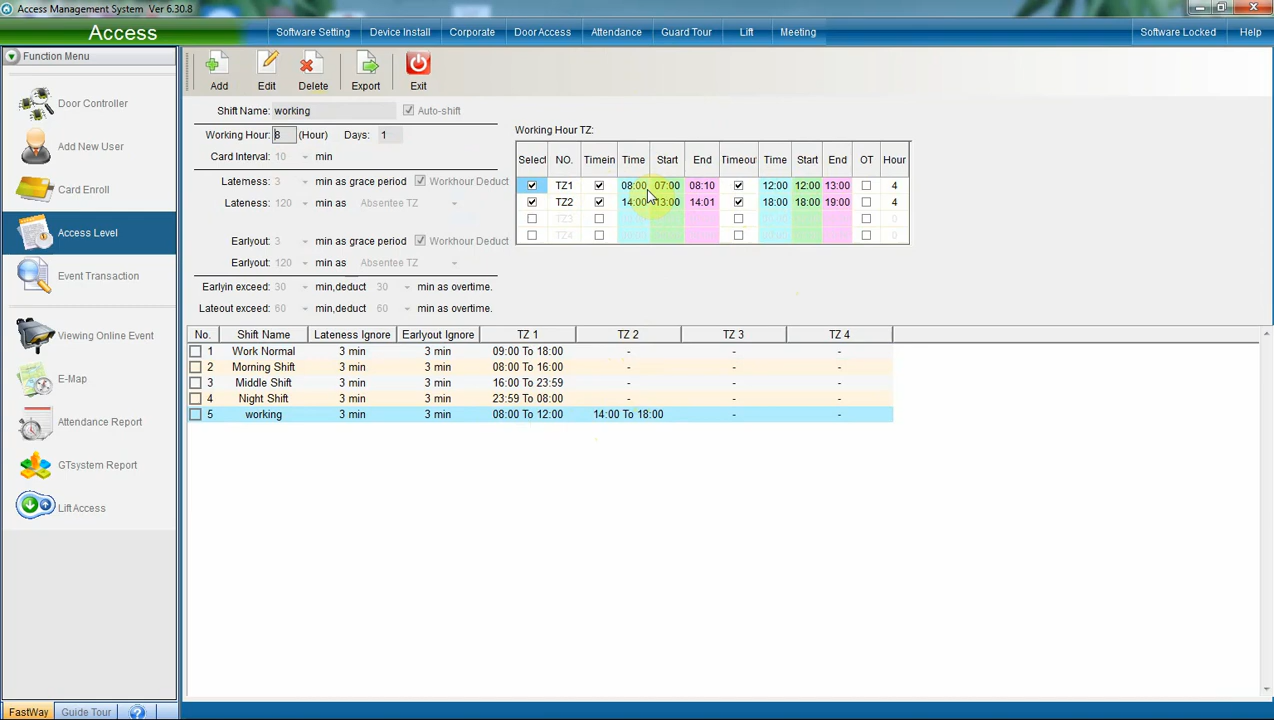 Access Management System Ver 6.30.8
Access
Software Setting Device Install Corporate Door Access Attendance Guard Tour Lift Meeting Software Locked Help
Function Menu
Door Controller
Add New User
Card Enroll
Access Level
Event Transaction
Viewing Online Event
E-Map
Attendance Report
GTsystem Report
Lift Access
FastWay Guide Tour ?
Add Edit Delete Export Exit
Shift Name: working Auto-shift
Working Hour: 8 (Hour) Days: 1
Card Interval: 10 min
Latemess: 3 min as grace period Workhour Deduct
Lateness: 120 min as Absentee TZ
Earlyout: 3 min as grace period Workhour Deduct
Earlyout: 120 min as Absentee TZ
Earlyin exceed: 30 min,deduct 30 min as overtime.
Lateout exceed: 60 min,deduct 60 min as overtime.
Working Hour TZ:
Select NO. Timein Time Start End Timeout Time Start End OT Hour
TZ1 08:00 07:00 08:10 12:00 12:00 13:00 4
TZ2 14:00 13:00 14:01 18:00 18:00 19:00 4
TZ3
TZ4
No. Shift Name Lateness Ignore Earlyout Ignore TZ 1 TZ 2 TZ 3 TZ 4
1 Work Normal 3 min 3 min 09:00 To 18:00 - - -
2 Morning Shift 3 min 3 min 08:00 To 16:00 - - -
3 Middle Shift 3 min 3 min 16:00 To 23:59 - - -
4 Night Shift 3 min 3 min 23:59 To 08:00 - - -
5 working 3 min 3 min 08:00 To 12:00 14:00 To 18:00 - -